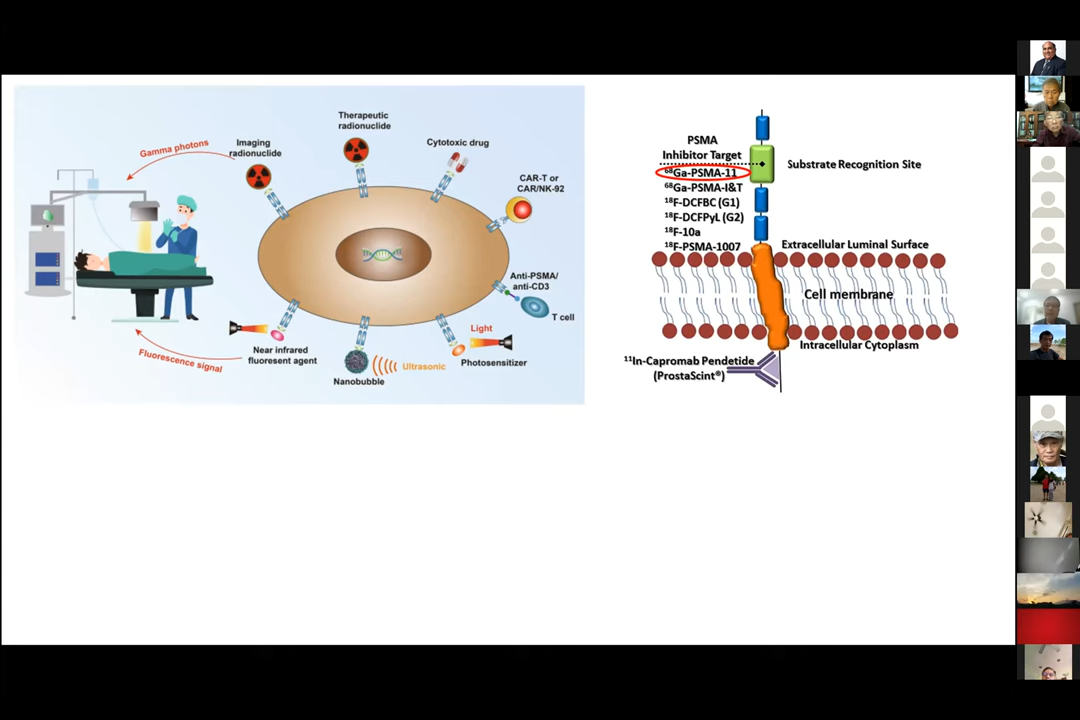 Gamma photons
Imaging
radionuclide
Therapeutic
radionuclide
Cytotoxic drug
CAR-T or
CAR/NK-92
Anti-PSMA/
anti-CD3
T cell
Light
Photosensitizer
Ultrasonic
Nanobubble
Near infrared
fluoresent agent
Fluorescence signal
PSMA
Inhibitor Target
⁶⁸Ga-PSMA-11
⁶⁸Ga-PSMA-I&T
¹⁸F-DCFBC (G1)
¹⁸F-DCFPyL (G2)
¹⁸F-10a
¹⁸F-PSMA-1007
Substrate Recognition Site
Extracellular Luminal Surface
Cell membrane
Intracellular Cytoplasm
¹¹In-Capromab Pendetide
(ProstaScint®)